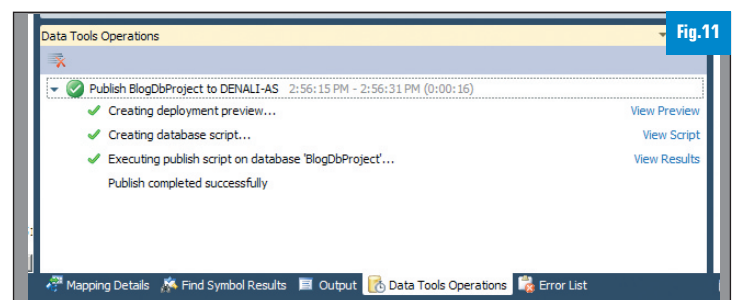 Fig.11
Data Tools Operations
Publish BlogDbProject to DENALI-AS 2:56:15 PM - 2:56:31 PM (0:00:16)
Creating deployment preview... View Preview
Creating database script... View Script
Executing publish script on database 'BlogDbProject'... View Results
Publish completed successfully
Mapping Details Find Symbol Results Output Data Tools Operations Error List